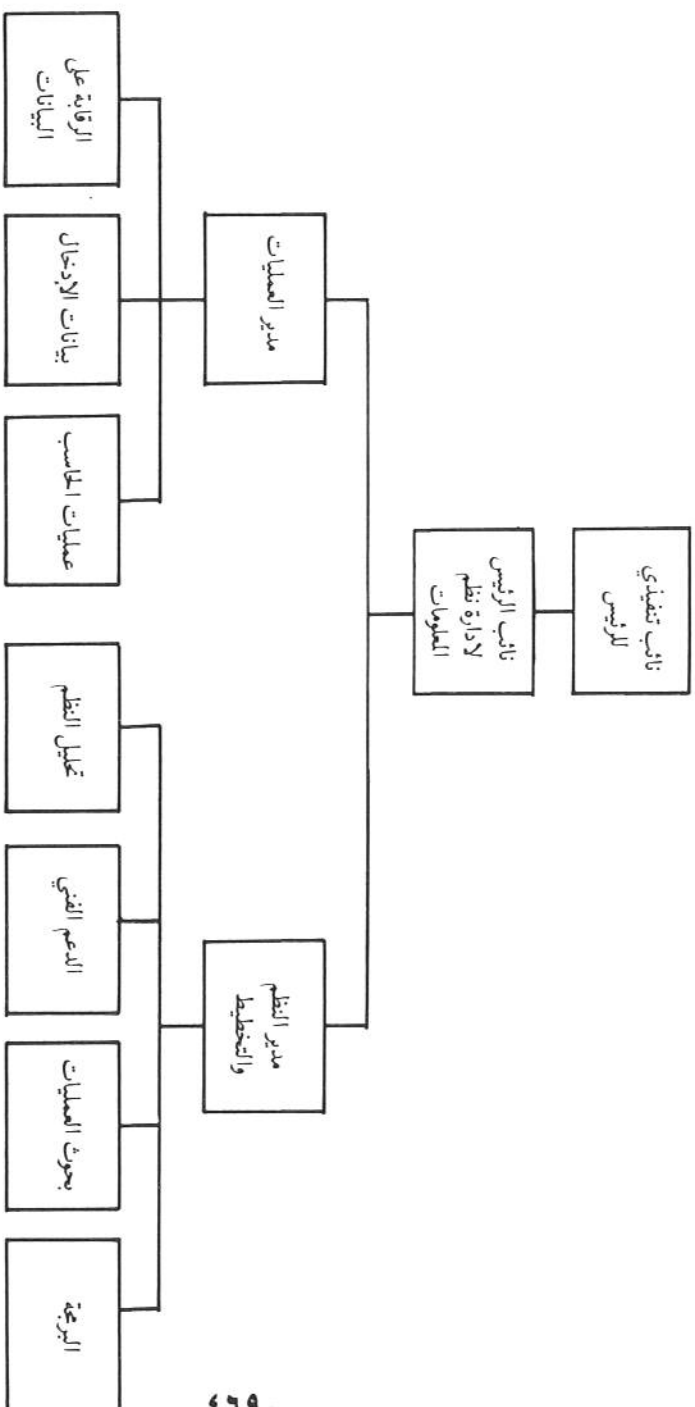 نائب تنفيذي
للرئيس
نائب الرئيس
لادارة نظم
المعلومات
مدير النظم
والتخطيط
مدير العمليات
البرمجة
بحوث العمليات
الدعم الفني
تحليل النظم
عمليات الحاسب
بيانات الإدخال
الرقابة على
البيانات